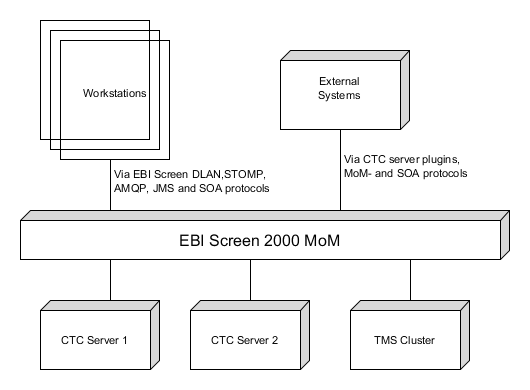 Workstations
External
Systems
Via EBI Screen DLAN,STOMP,
AMQP, JMS and SOA protocols
Via CTC server plugins,
MoM- and SOA protocols
EBI Screen 2000 MoM
CTC Server 1
CTC Server 2
TMS Cluster